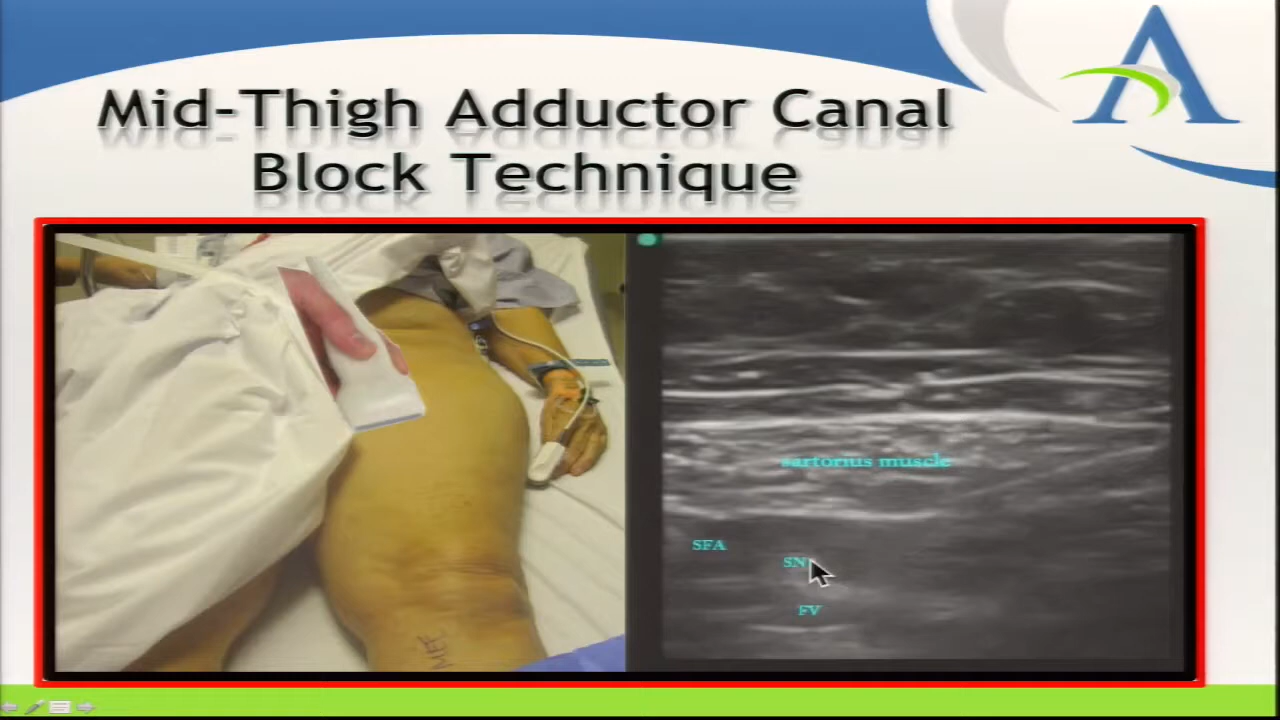 Mid-Thigh Adductor Canal
Block Technique
sartorius muscle
SFA
SN
FV